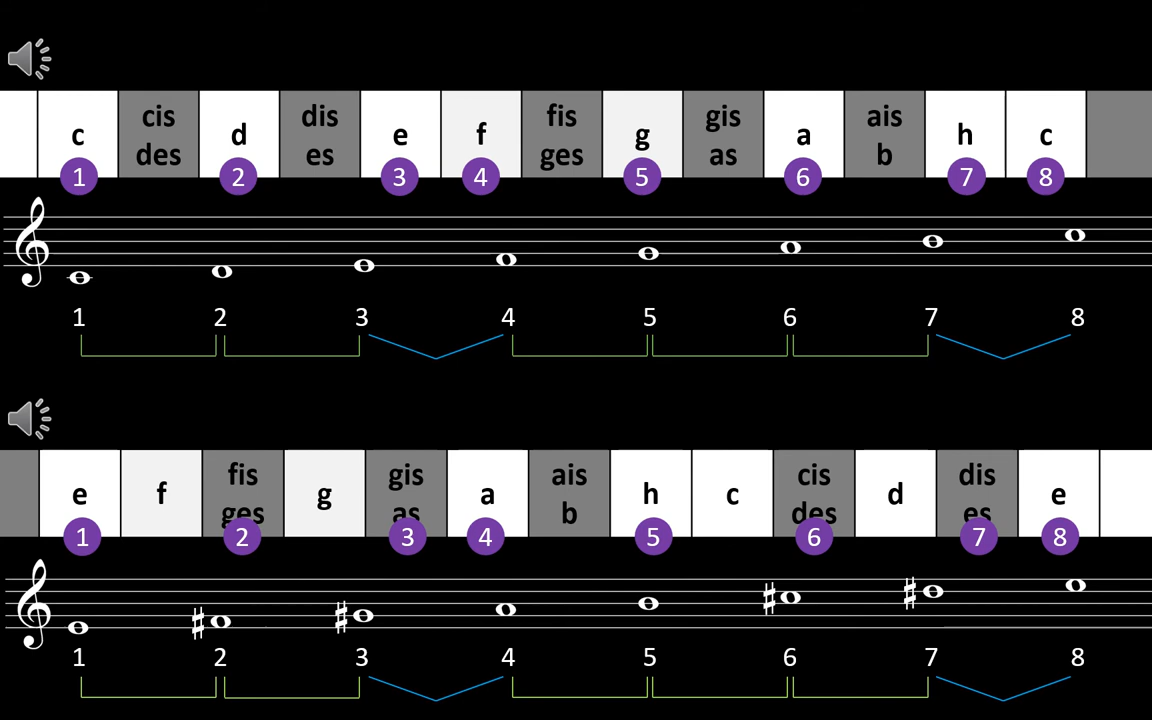 c cis d dis e f fis g gis a ais h c
des es ges as b
1 2 3 4 5 6 7 8
1 2 3 4 5 6 7 8
e f fis g gis a ais h c cis d dis e
ges as b des es
1 2 3 4 5 6 7 8
1 2 3 4 5 6 7 8